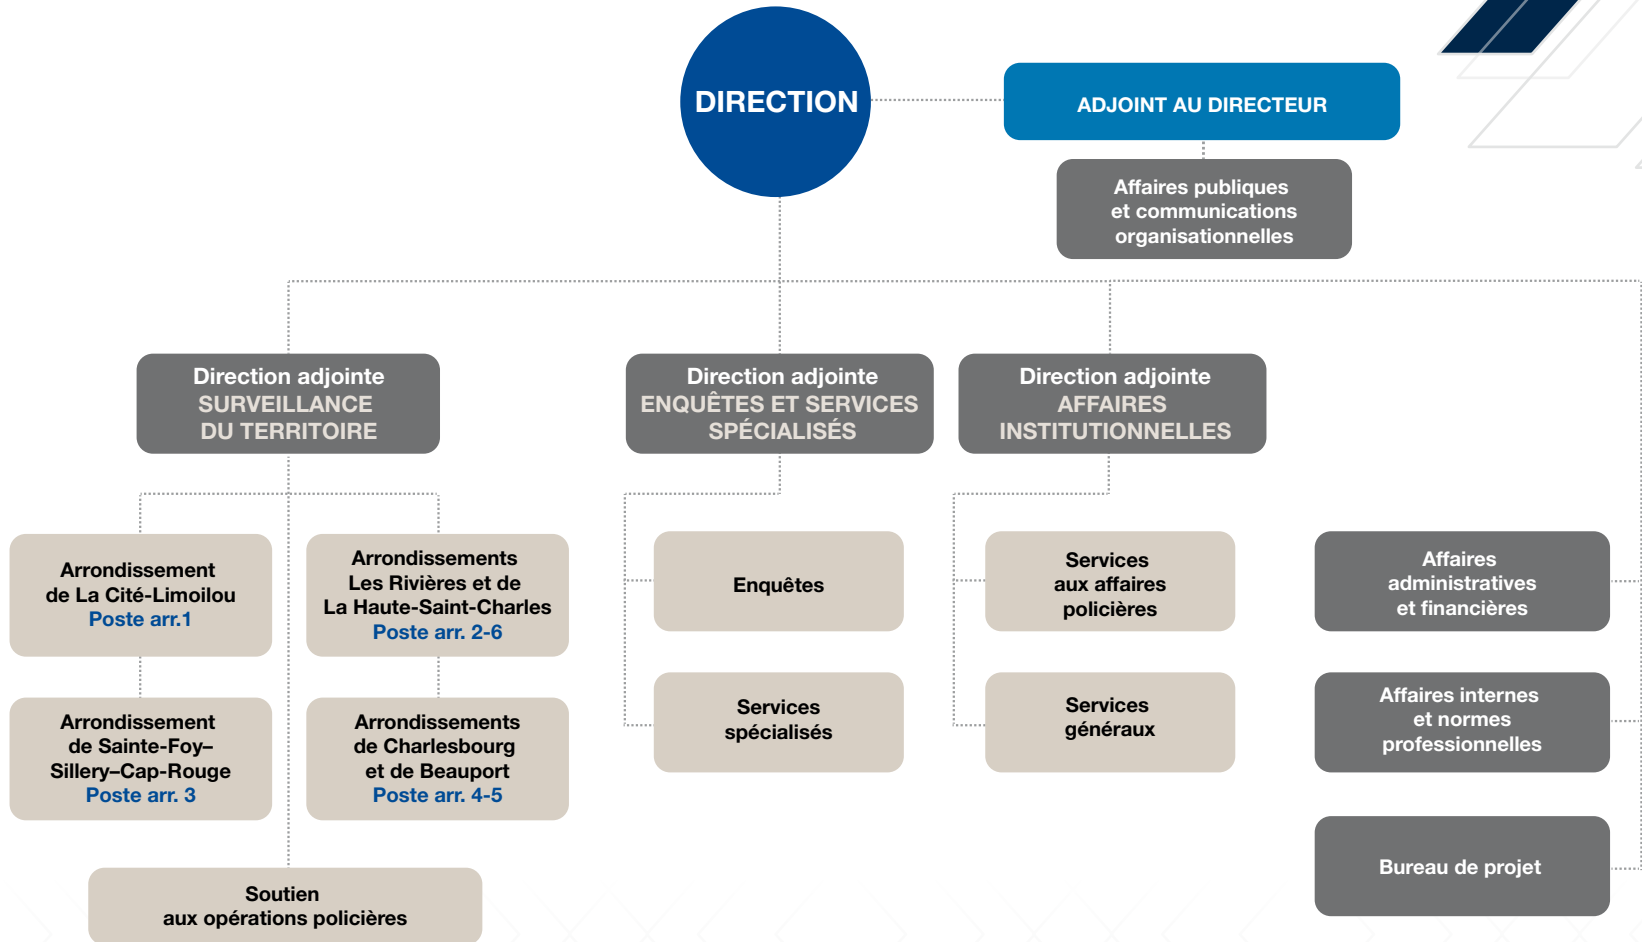 DIRECTION
ADJOINT AU DIRECTEUR
Affaires publiques
et communications
organisationnelles
Direction adjointe
SURVEILLANCE
DU TERRITOIRE
Direction adjointe
ENQUÊTES ET SERVICES
SPÉCIALISÉS
Direction adjointe
AFFAIRES
INSTITUTIONNELLES
Arrondissement
de La Cité-Limoilou
Poste arr.1
Arrondissements
Les Rivières et de
La Haute-Saint-Charles
Poste arr. 2-6
Enquêtes
Services
aux affaires
policières
Affaires
administratives
et financières
Arrondissement
de Sainte-Foy–
Sillery–Cap-Rouge
Poste arr. 3
Arrondissements
de Charlesbourg
et de Beauport
Poste arr. 4-5
Services
spécialisés
Services
généraux
Affaires internes
et normes
professionnelles
Soutien
aux opérations policières
Bureau de projet